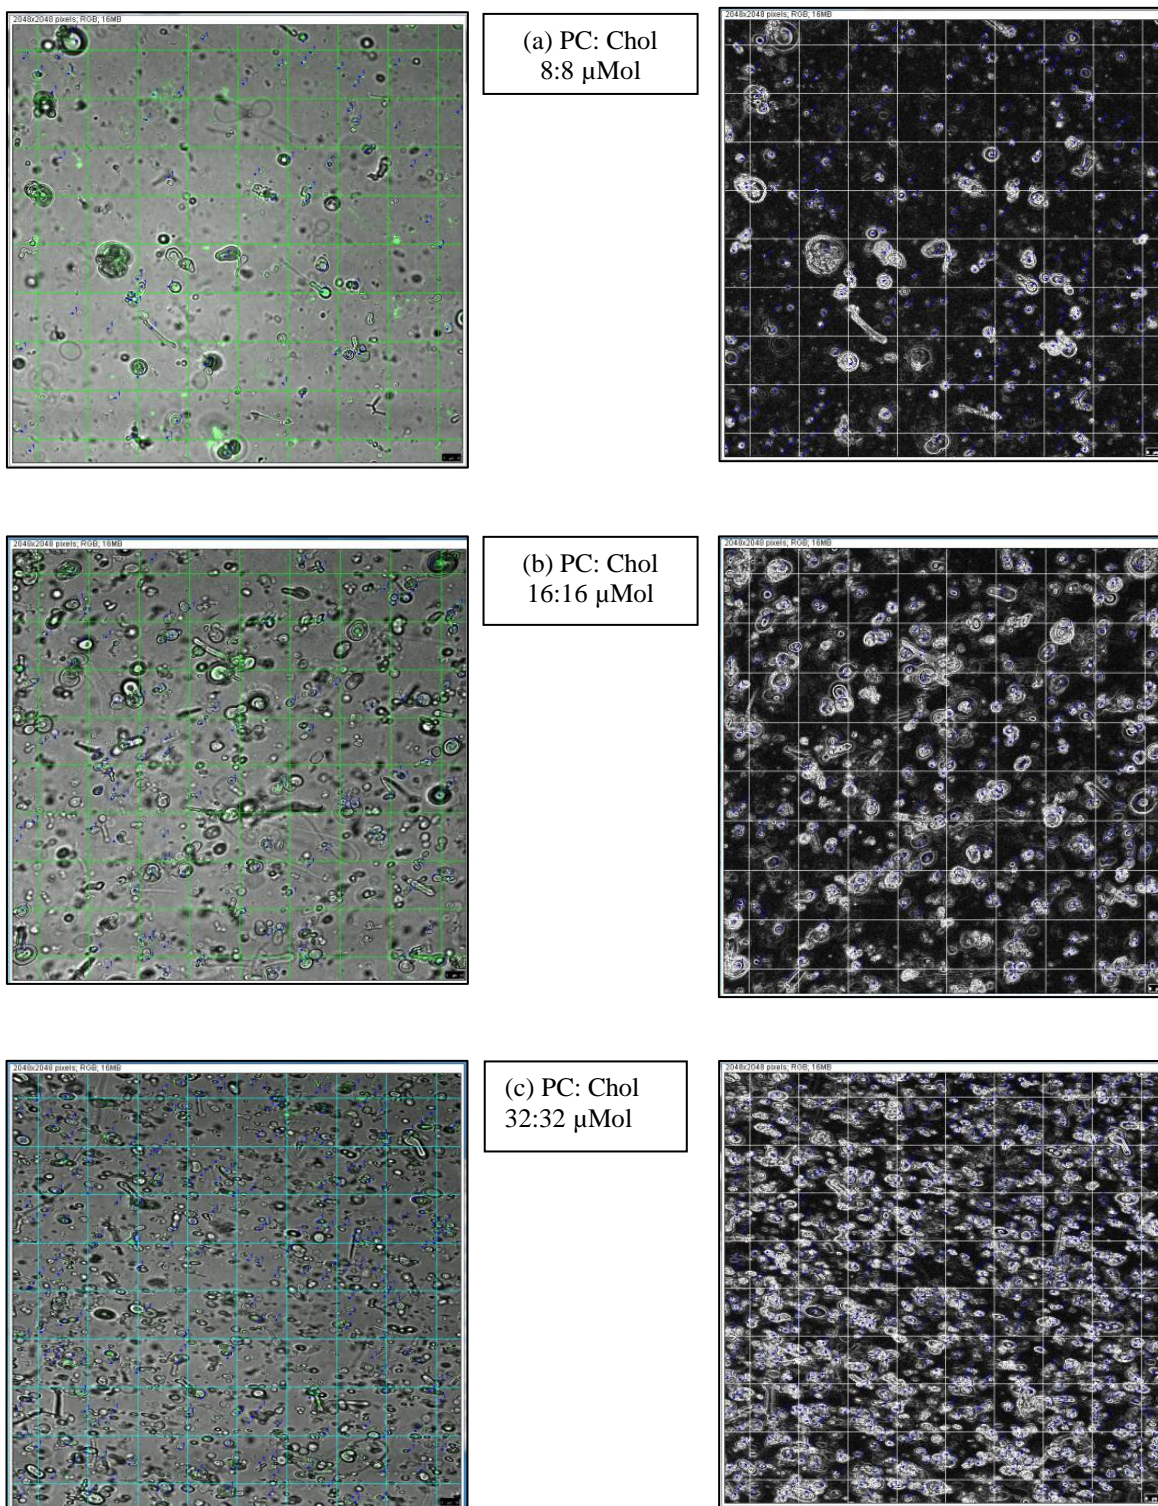 2048x2048 pixels; RGB; 16MB
(a) PC: Chol
8:8 µMol
2048x2048 pixels; RGB; 16MB
2048x2048 pixels; RGB; 16MB
(b) PC: Chol
16:16 µMol
2048x2048 pixels; RGB; 16MB
2048x2048 pixels; RGB; 16MB
(c) PC: Chol
32:32 µMol
2048x2048 pixels; RGB; 16MB